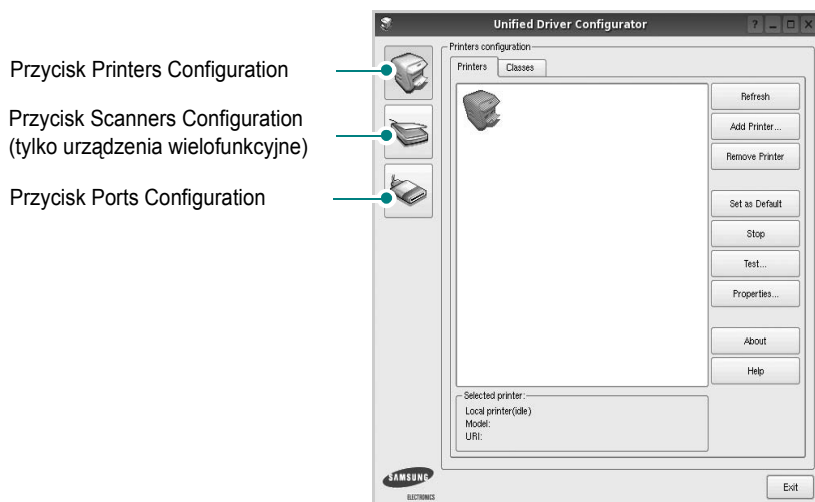 Unified Driver Configurator
Przycisk Printers Configuration
Przycisk Scanners Configuration
(tylko urządzenia wielofunkcyjne)
Przycisk Ports Configuration
Printers configuration
Printers
Classes
Refresh
Add Printer...
Remove Printer
Set as Default
Stop
Test...
Properties...
About
Help
Selected printer:
Local printer(idle)
Model:
URI:
SAMSUNG
ELECTRONICS
Exit